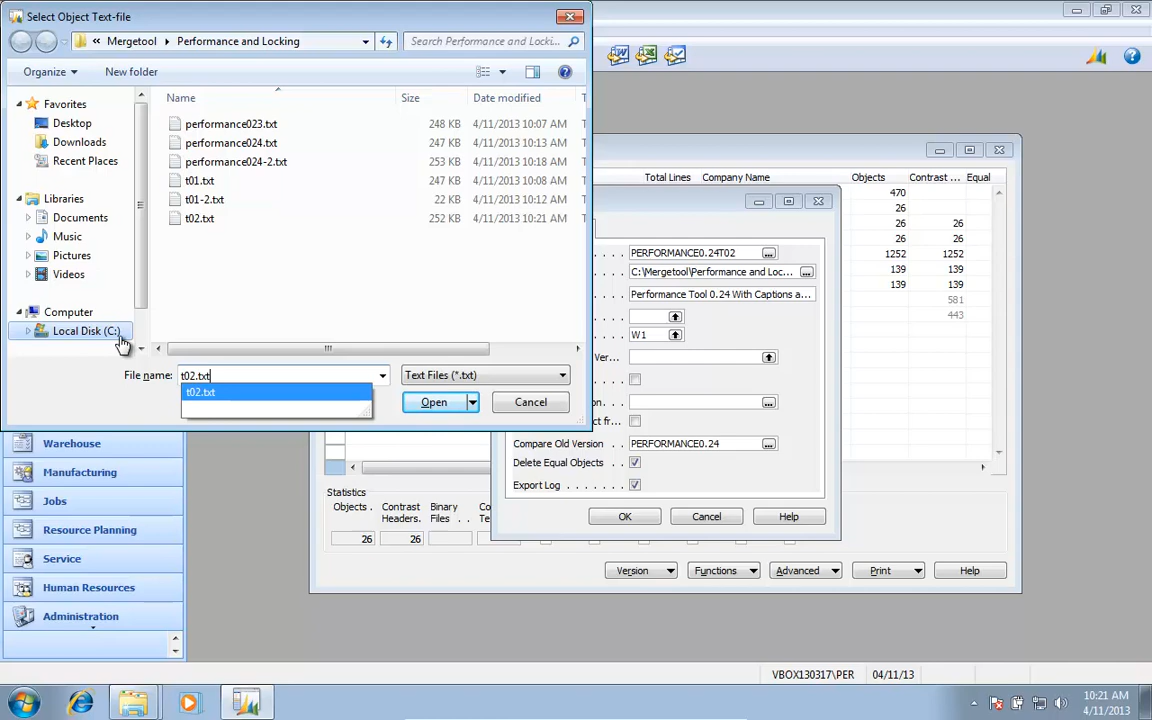 Select Object Text-file
« Mergetool ▸ Performance and Locking
Search Performance and Locking...
Organize
New folder
Name
Size
Date modified
T
Favorites
Desktop
Downloads
Recent Places
Libraries
Documents
Music
Pictures
Videos
Computer
Local Disk (C:)
performance023.txt 248 KB 4/11/2013 10:07 AM T
performance024.txt 247 KB 4/11/2013 10:13 AM T
performance024-2.txt 253 KB 4/11/2013 10:18 AM T
t01.txt 247 KB 4/11/2013 10:08 AM T
t01-2.txt 22 KB 4/11/2013 10:12 AM T
t02.txt 252 KB 4/11/2013 10:21 AM T
File name: t02.txt
Text Files (*.txt)
t02.txt
Open
Cancel
Total Lines Company Name Objects Contrast ... Equal
470
26
26 26
26 26
1252 1252
139 139
139 139
581
443
PERFORMANCE0.24T02
C:\Mergetool\Performance and Loc...
Performance Tool 0.24 With Captions a...
W1
Ver...
ect fr...
Compare Old Version PERFORMANCE0.24
Delete Equal Objects . .
Export Log . . . . . . .
OK
Cancel
Help
Statistics
Objects .
Contrast Headers.
Binary Files . .
26
26
Version
Functions
Advanced
Print
Help
Warehouse
Manufacturing
Jobs
Resource Planning
Service
Human Resources
Administration
VBOX130317\PER
04/11/13
10:21 AM
4/11/2013